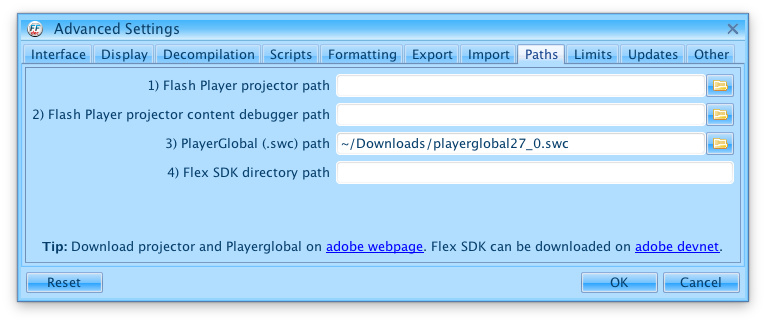 FF dec Advanced Settings
Interface Display Decompilation Scripts Formatting Export Import Paths Limits Updates Other
1) Flash Player projector path
2) Flash Player projector content debugger path
3) PlayerGlobal (.swc) path ~/Downloads/playerglobal27_0.swc
4) Flex SDK directory path
Tip: Download projector and Playerglobal on adobe webpage. Flex SDK can be downloaded on adobe devnet.
Reset OK Cancel